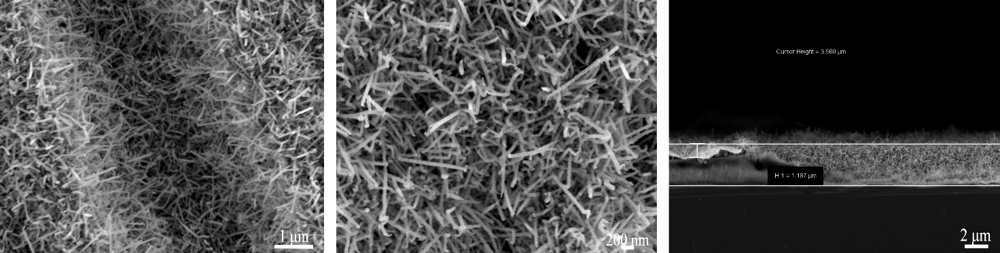 1 μm
200 nm
Cursor Height = 3.560 μm
H 1 = 1.187 μm
2 μm